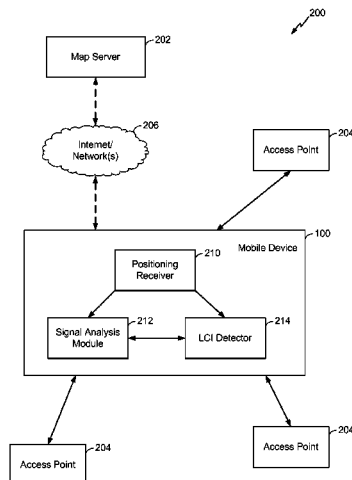 200
202
Map Server
206
Internet/
Network(s)
204
Access Point
100
Mobile Device
210
Positioning
Receiver
212
Signal Analysis
Module
214
LCI Detector
204
Access Point
204
Access Point